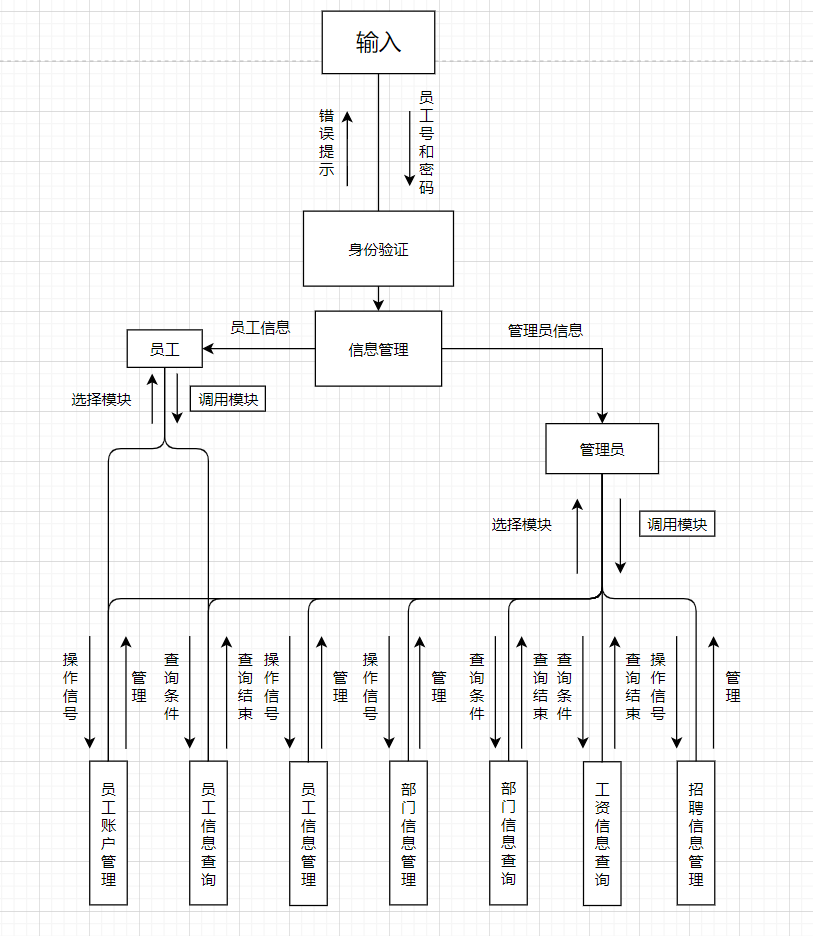 输入
错误提示
员工号和密码
身份验证
员工信息
管理员信息
员工
信息管理
选择模块
调用模块
管理员
选择模块
调用模块
操作信号
管理
查询条件
查询结束
操作信号
管理
操作信号
管理
查询条件
查询结束
查询条件
查询结束
操作信号
管理
员工账户管理
员工信息查询
员工信息管理
部门信息管理
部门信息查询
工资信息查询
招聘信息管理